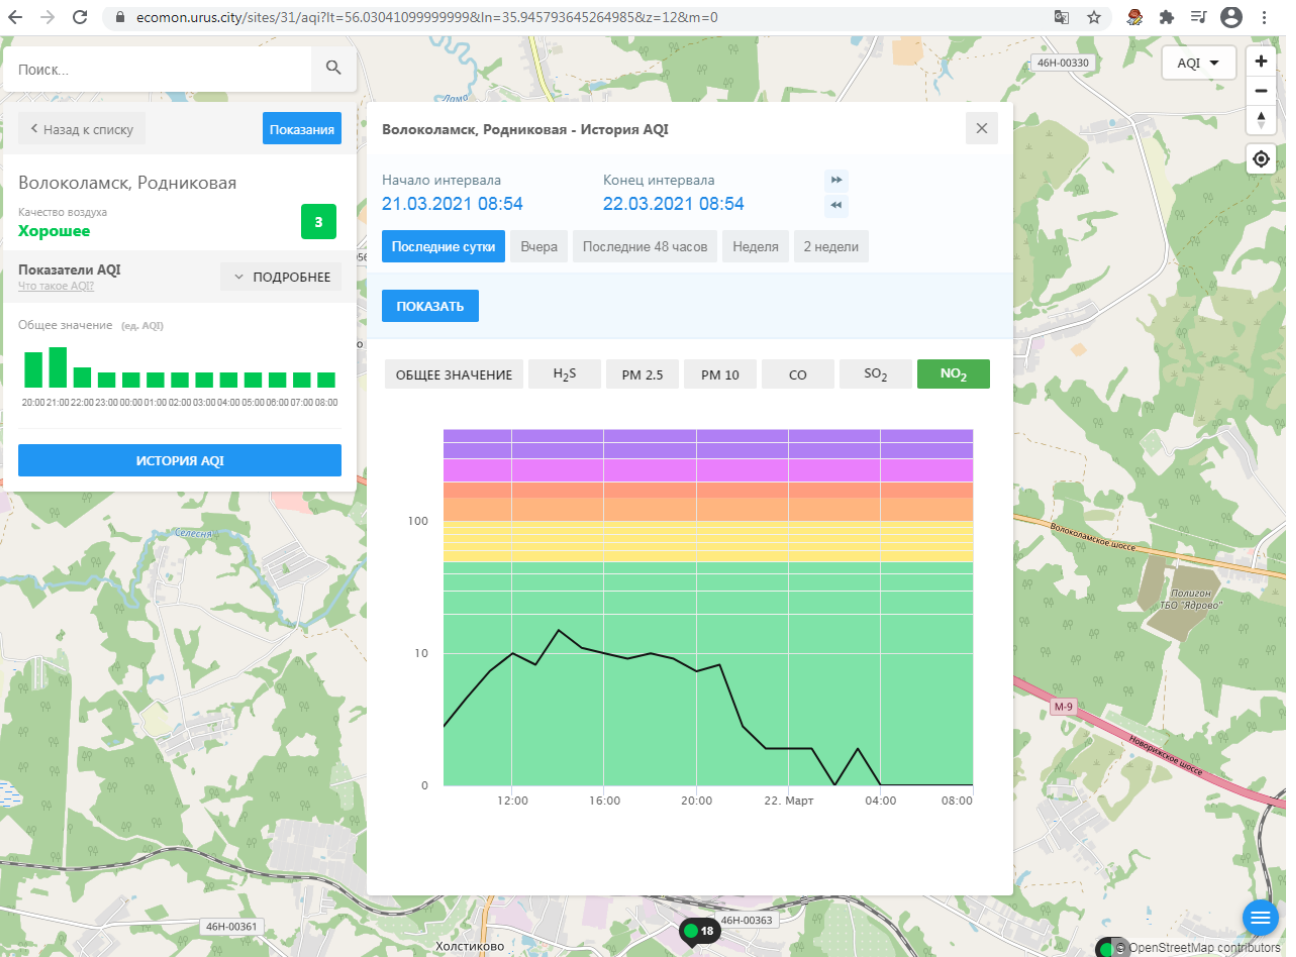 ecomon.urus.city/sites/31/aqi?lt=56.03041099999999&ln=35.945793645264985&z=12&m=0
Поиск...
Лама
46Н-00330
AQI
Назад к списку
Показания
Волоколамск, Родниковая - История AQI
Волоколамск, Родниковая
Качество воздуха
Хорошее
3
Начало интервала
Конец интервала
21.03.2021 08:54
22.03.2021 08:54
Последние сутки
Вчера
Последние 48 часов
Неделя
2 недели
Показатели AQI
Что такое AQI?
ПОДРОБНЕЕ
ПОКАЗАТЬ
Общее значение (ед. AQI)
20:00 21:00 22:00 23:00 00:00 01:00 02:00 03:00 04:00 05:00 06:00 07:00 08:00
ИСТОРИЯ AQI
ОБЩЕЕ ЗНАЧЕНИЕ
H2S
PM 2.5
PM 10
CO
SO2
NO2
100
10
0
12:00
16:00
20:00
22. Март
04:00
08:00
Селесня
Волоколамское шоссе
Полигон
ТБО "Ядрово"
М-9
Новорижское шоссе
46Н-00361
46Н-00363
18
Холстиково
© OpenStreetMap contributors